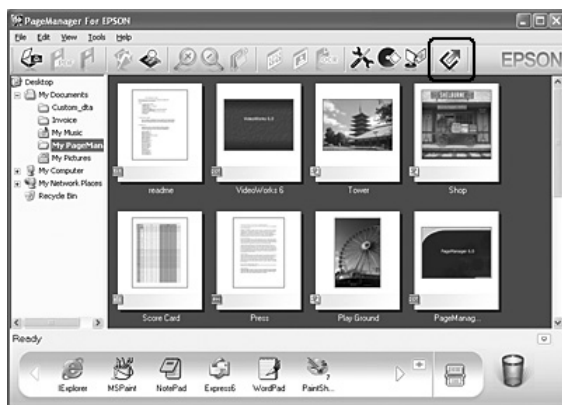 PageManager For EPSON
File Edit View Tools Help
EPSON
Desktop
My Documents
Custom_dta
Invoice
My Music
My PageMan
My Pictures
My Computer
My Network Places
Recycle Bin
readme
VideoWorks 6
Tower
Shop
Score Card
Press
Play Ground
PageManag...
Ready
IExplorer
MSPaint
NotePad
Express6
WordPad
PaintSh...